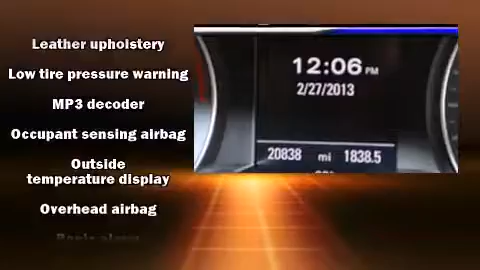 Leather upholstery
Low tire pressure warning
MP3 decoder
Occupant sensing airbag
Outside
temperature display
Overhead airbag
12:06 PM
2/27/2013
20838 mi 1838.5